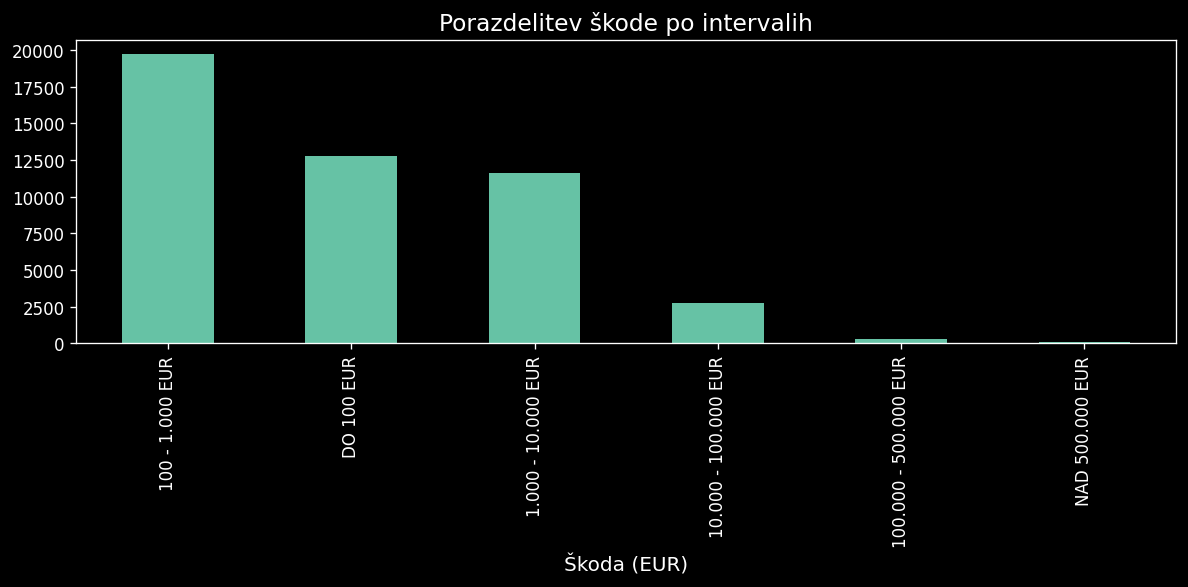 Porazdelitev škode po intervalih
20000
17500
15000
12500
10000
7500
5000
2500
0
100 - 1.000 EUR
DO 100 EUR
1.000 - 10.000 EUR
10.000 - 100.000 EUR
100.000 - 500.000 EUR
NAD 500.000 EUR
Škoda (EUR)